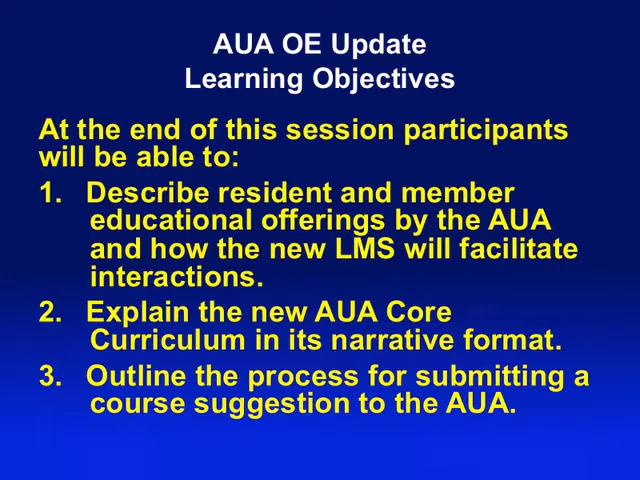 AUA OE Update
Learning Objectives
At the end of this session participants
will be able to:
1. Describe resident and member
educational offerings by the AUA
and how the new LMS will facilitate
interactions.
2. Explain the new AUA Core
Curriculum in its narrative format.
3. Outline the process for submitting a
course suggestion to the AUA.